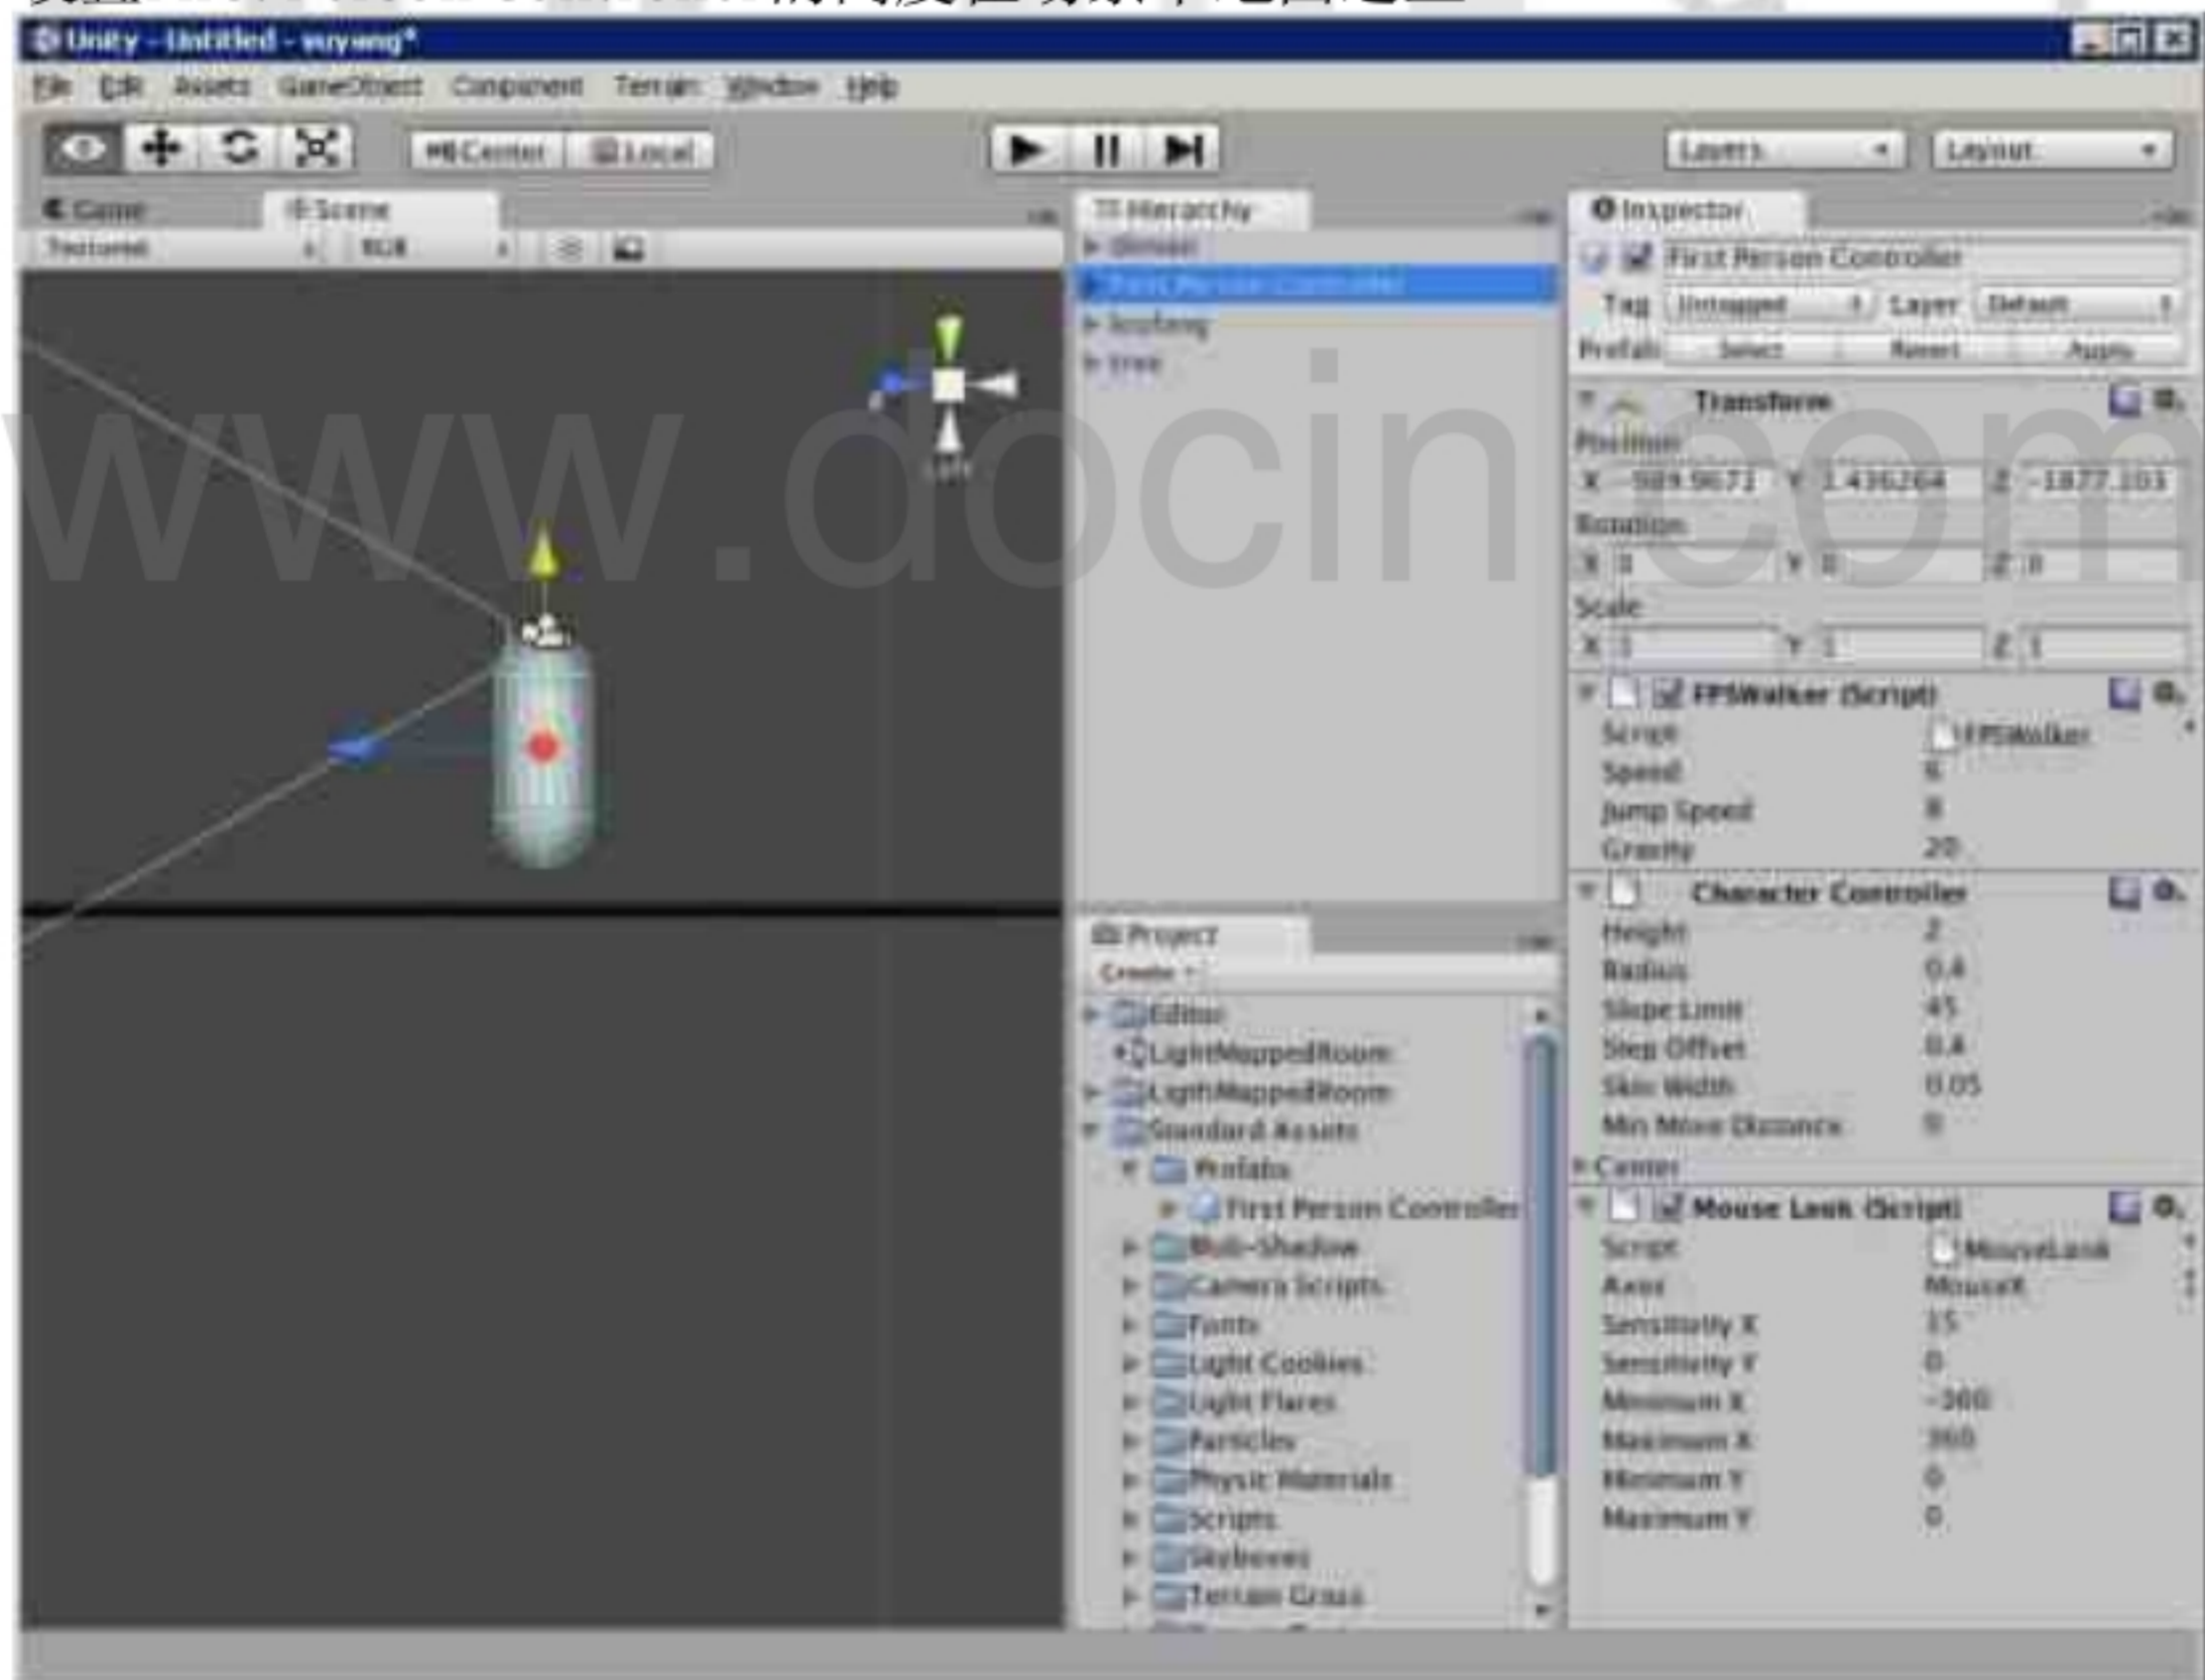 Unity - Untitled - wuyang*
File Edit Assets GameObject Component Terrain Window Help
Center Local
Layers Layout
Game Scene
Textured RGB
Left
Hierarchy
First Person Controller
loufang
tree
Project
Create
Editor
LightMappedRoom
LigthMappedRoom
Standard Assets
Prefabs
First Person Controller
Blob-Shadow
Camera Scripts
Fonts
Light Cookies
Light Flares
Particles
Physic Materials
Scripts
Skyboxes
Terrain Grass
Inspector
First Person Controller
Tag Untagged Layer Default
Prefab Select Revert Apply
Transform
Position
X -989.9671 Y 1.436264 Z -1877.103
Rotation
X 0 Y 0 Z 0
Scale
X 1 Y 1 Z 1
FPSWalker (Script)
Script FPSWalker
Speed 6
Jump Speed 8
Gravity 20
Character Controller
Height 2
Radius 0.4
Slope Limit 45
Step Offset 0.4
Skin Width 0.05
Min Move Distance 0
Center
Mouse Look (Script)
Script MouseLook
Axes MouseX
Sensitivity X 15
Sensitivity Y 0
Minimum X -360
Maximum X 360
Minimum Y 0
Maximum Y 0
www.docin.com